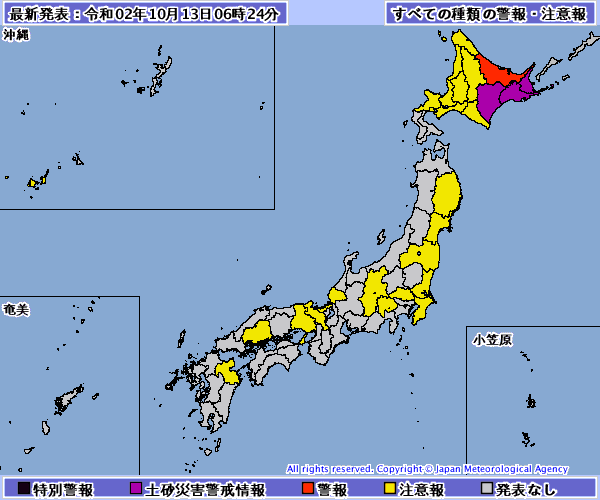 最新発表：令和02年10月13日06時24分
すべての種類の警報・注意報
沖縄
奄美
小笠原
All rights reserved. Copyright © Japan Meteorological Agency
特別警報 土砂災害警戒情報 警報 注意報 発表なし